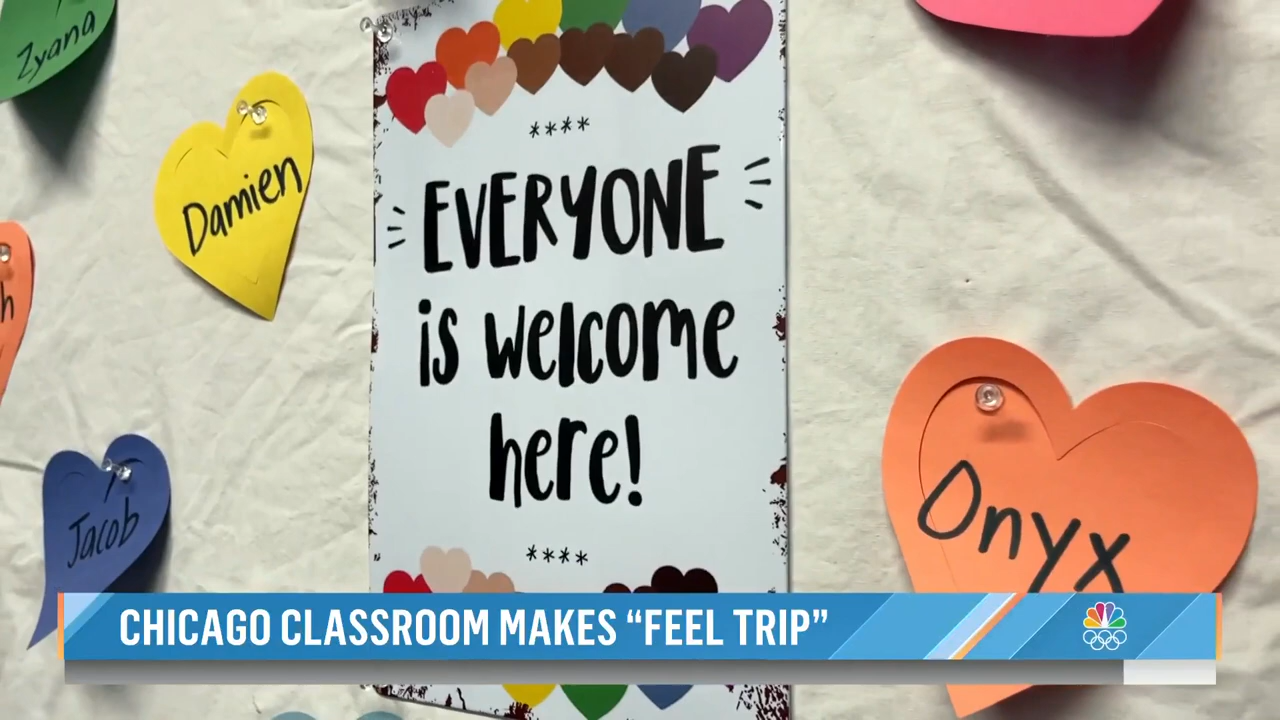 Zyana
Damien
****
EVERYONE
is welcome
here!
****
h
Jacob
Onyx
CHICAGO CLASSROOM MAKES “FEEL TRIP”